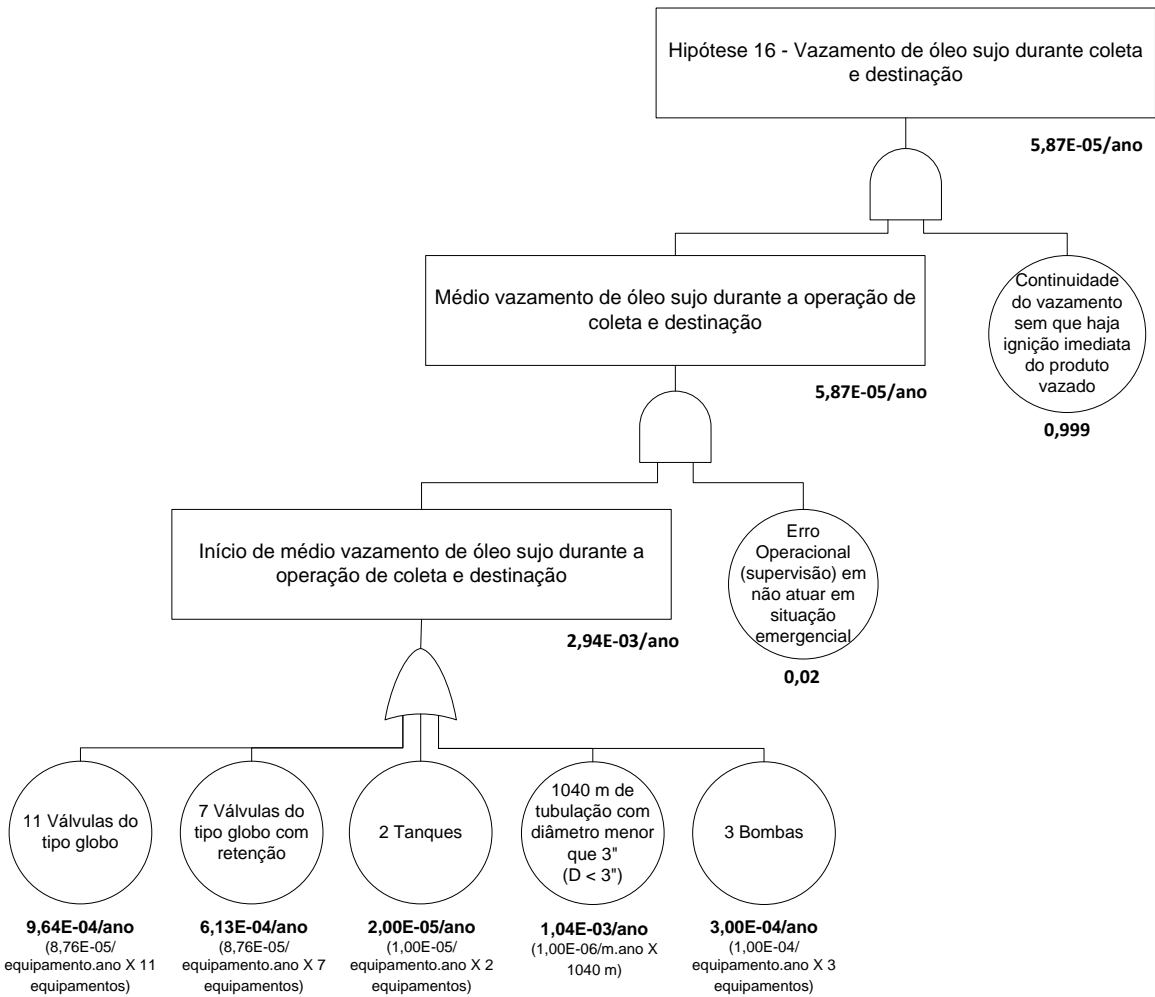 Hipótese 16 - Vazamento de óleo sujo durante coleta
e destinação
5,87E-05/ano
Médio vazamento de óleo sujo durante a operação de
coleta e destinação
5,87E-05/ano
Continuidade
do vazamento
sem que haja
ignição imediata
do produto
vazado
0,999
Início de médio vazamento de óleo sujo durante a
operação de coleta e destinação
2,94E-03/ano
Erro
Operacional
(supervisão) em
não atuar em
situação
emergencial
0,02
11 Válvulas do
tipo globo
9,64E-04/ano
(8,76E-05/
equipamento.ano X 11
equipamentos)
7 Válvulas do
tipo globo com
retenção
6,13E-04/ano
(8,76E-05/
equipamento.ano X 7
equipamentos)
2 Tanques
2,00E-05/ano
(1,00E-05/
equipamento.ano X 2
equipamentos)
1040 m de
tubulação com
diâmetro menor
que 3"
(D < 3")
1,04E-03/ano
(1,00E-06/m.ano X
1040 m)
3 Bombas
3,00E-04/ano
(1,00E-04/
equipamento.ano X 3
equipamentos)